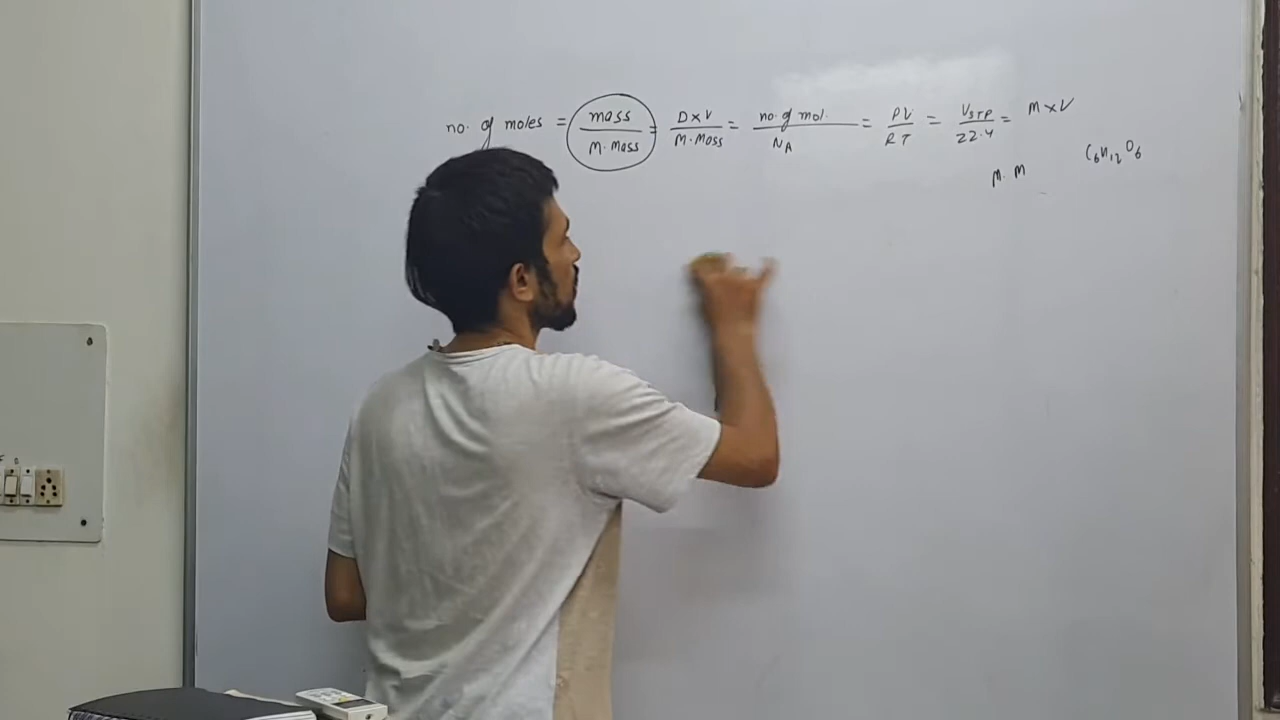 no. of moles = mass / M. Mass = D × V / M. Mass = no. of mol. / NA = PV / RT = VSTP / 22.4 = M × V
M. M C6H12O6